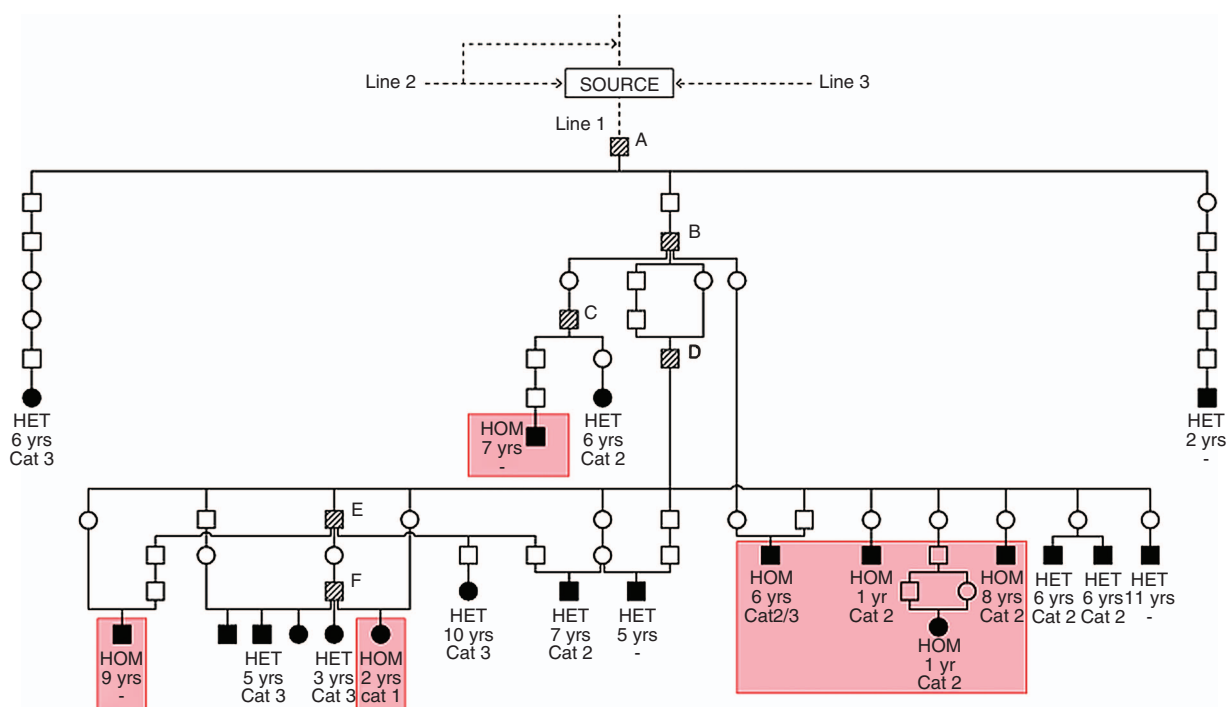 Line 2
SOURCE
Line 3
Line 1
A
B
C
D
HET
6 yrs
Cat 3
HOM
7 yrs
-
HET
6 yrs
Cat 2
HET
2 yrs
-
E
F
HOM
9 yrs
-
HET
5 yrs
Cat 3
HET
3 yrs
Cat 3
HOM
2 yrs
cat 1
HET
10 yrs
Cat 3
HET
7 yrs
Cat 2
HET
5 yrs
-
HOM
6 yrs
Cat2/3
HOM
1 yr
Cat 2
HOM
1 yr
Cat 2
HOM
8 yrs
Cat 2
HET
6 yrs
Cat 2
HET
6 yrs
Cat 2
HET
11 yrs
-